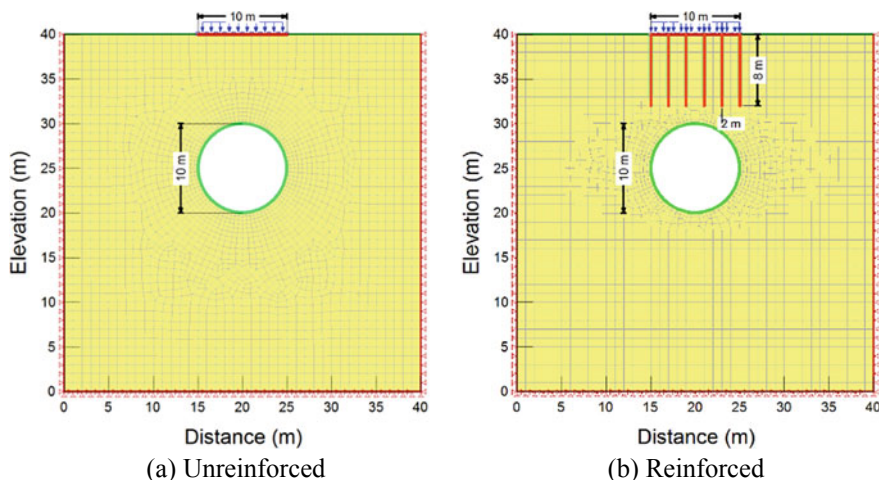 10 m
40
35
30
25
20
15
10
5
0
10 m
Elevation (m)
0 5 10 15 20 25 30 35 40
Distance (m)
(a) Unreinforced
10 m
40
35
30
25
20
15
10
5
0
8 m
2 m
10 m
Elevation (m)
0 5 10 15 20 25 30 35 40
Distance (m)
(b) Reinforced